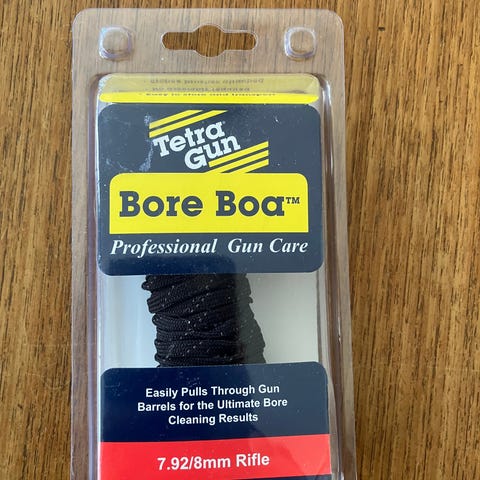 Tetra
Gun
Bore Boa™
Professional Gun Care
Easily Pulls Through Gun
Barrels for the Ultimate Bore
Cleaning Results
7.92/8mm Rifle